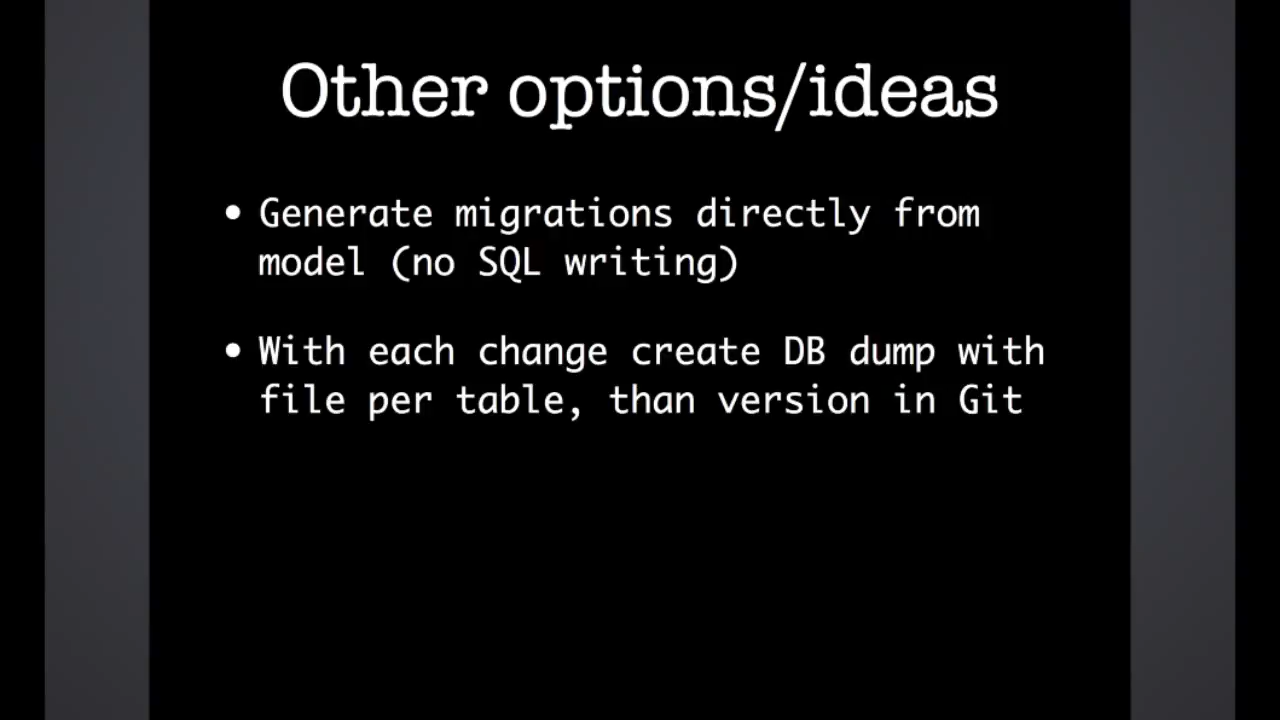 Other options/ideas
• Generate migrations directly from
model (no SQL writing)
• With each change create DB dump with
file per table, than version in Git